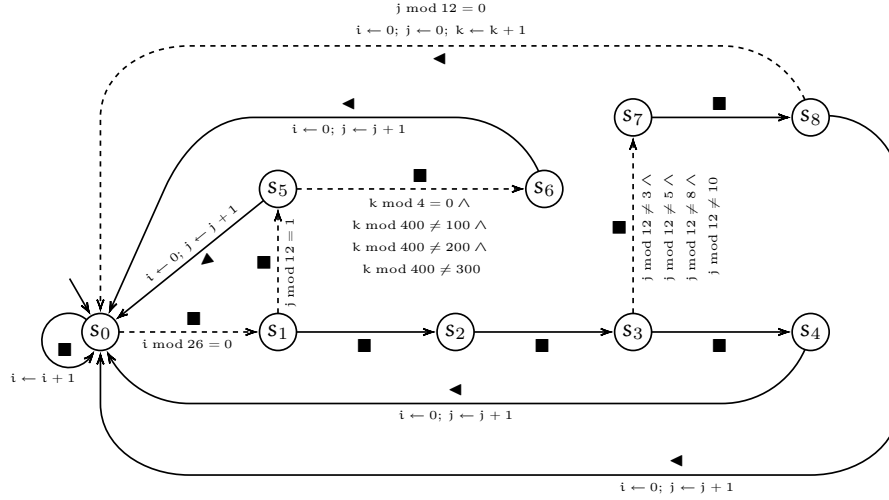 j mod 12 = 0
i ← 0; j ← 0; k ← k + 1
s7
s8
i ← 0; j ← j + 1
s5
s6
k mod 4 = 0 ∧
k mod 400 ≠ 100 ∧
k mod 400 ≠ 200 ∧
k mod 400 ≠ 300
i ← 0; j ← j + 1
j mod 12 = 1
j mod 12 ≠ 3 ∧
j mod 12 ≠ 5 ∧
j mod 12 ≠ 8 ∧
j mod 12 ≠ 10
s0
i mod 26 = 0
s1
s2
s3
s4
i ← i + 1
i ← 0; j ← j + 1
i ← 0; j ← j + 1